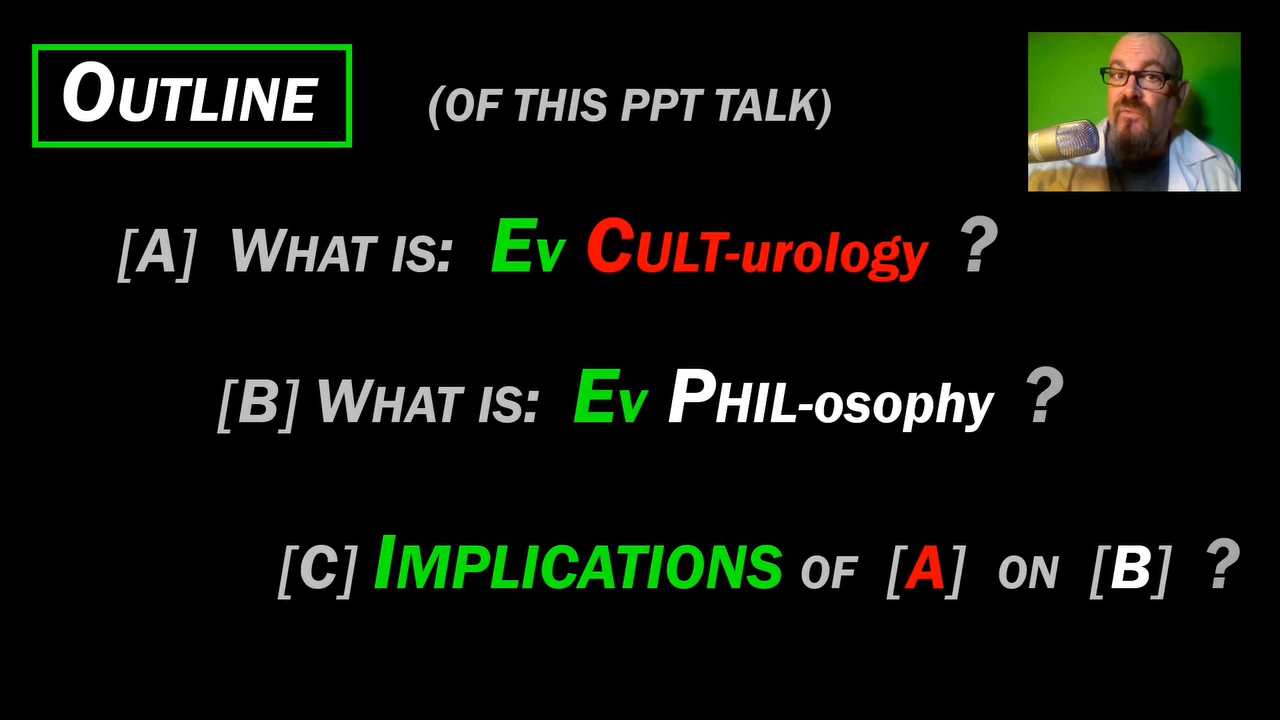 OUTLINE (OF THIS PPT TALK)
[A] WHAT IS: EV CULT-urology ?
[B] WHAT IS: EV PHIL-osophy ?
[C] IMPLICATIONS OF [A] ON [B] ?